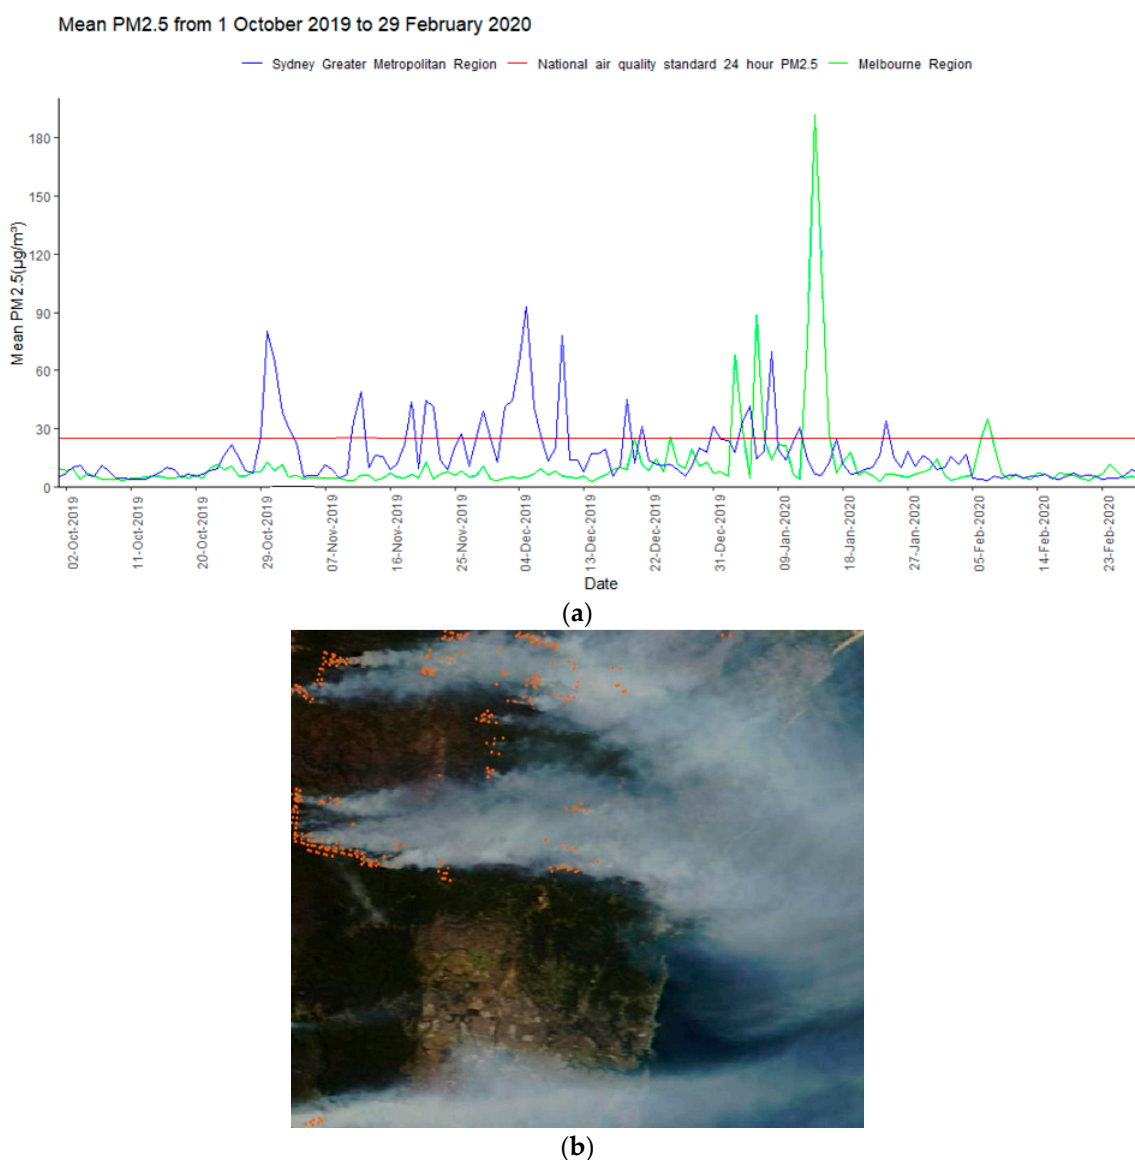 Mean PM2.5 from 1 October 2019 to 29 February 2020
Sydney Greater Metropolitan Region
National air quality standard 24 hour PM2.5
Melbourne Region
Mean PM2.5(µg/m³)
180
150
120
90
60
30
0
02-Oct-2019
11-Oct-2019
20-Oct-2019
29-Oct-2019
07-Nov-2019
16-Nov-2019
25-Nov-2019
04-Dec-2019
13-Dec-2019
22-Dec-2019
31-Dec-2019
09-Jan-2020
18-Jan-2020
27-Jan-2020
05-Feb-2020
14-Feb-2020
23-Feb-2020
Date
(a)
(b)